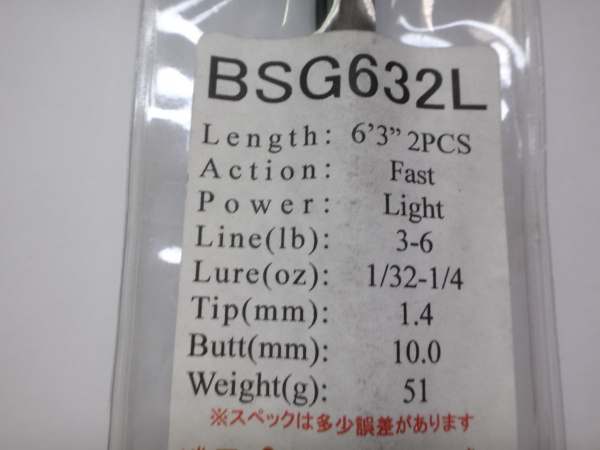 BSG632L
Length: 6'3" 2PCS
Action: Fast
Power: Light
Line(lb): 3-6
Lure(oz): 1/32-1/4
Tip(mm): 1.4
Butt(mm): 10.0
Weight(g): 51
※スペックは多少誤差があります